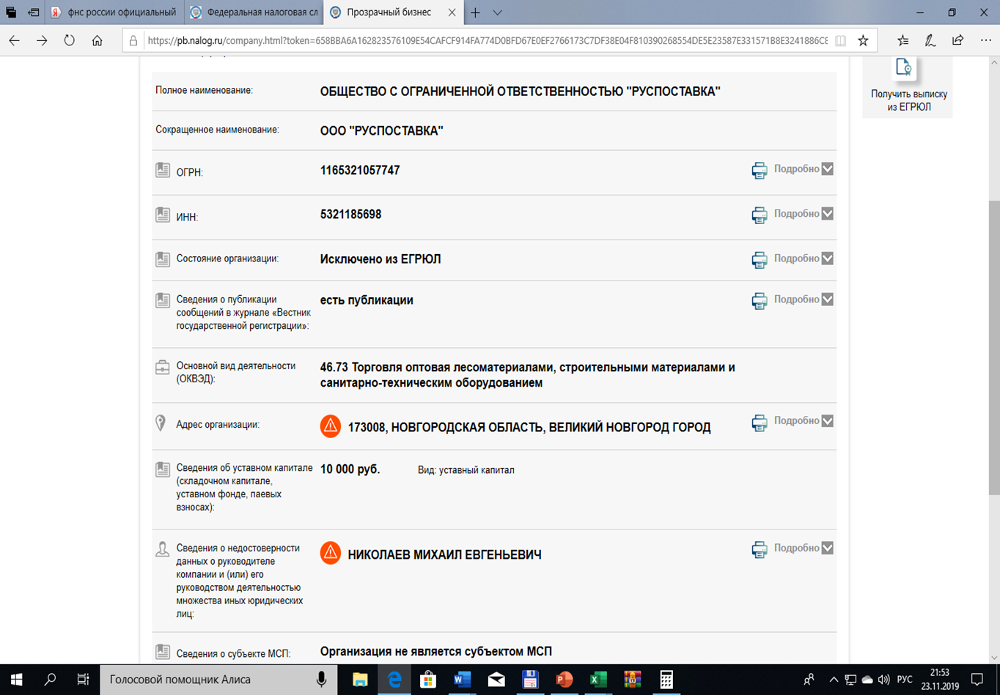 фнс россии официальный
Федеральная налоговая сл
Прозрачный бизнес
https://pb.nalog.ru/company.html?token=658BBA6A162823576109E54CAFCF914FA774D0BFD67E0EF2766173C7DF38E04F810390268554DE5E23587E331571B8E3241886C8
Получить выписку
из ЕГРЮЛ
Полное наименование:
ОБЩЕСТВО С ОГРАНИЧЕННОЙ ОТВЕТСТВЕННОСТЬЮ "РУСПОСТАВКА"
Сокращенное наименование:
ООО "РУСПОСТАВКА"
ОГРН:
1165321057747
Подробно
ИНН:
5321185698
Подробно
Состояние организации:
Исключено из ЕГРЮЛ
Подробно
Сведения о публикации
сообщений в журнале «Вестник
государственной регистрации»:
есть публикации
Подробно
Основной вид деятельности
(ОКВЭД):
46.73 Торговля оптовая лесоматериалами, строительными материалами и
санитарно-техническим оборудованием
Адрес организации:
173008, НОВГОРОДСКАЯ ОБЛАСТЬ, ВЕЛИКИЙ НОВГОРОД ГОРОД
Подробно
Сведения об уставном капитале
(складочном капитале,
уставном фонде, паевых
взносах):
10 000 руб.
Вид: уставный капитал
Сведения о недостоверности
данных о руководителе
компании и (или) его
руководством деятельностью
множества иных юридических
лиц:
НИКОЛАЕВ МИХАИЛ ЕВГЕНЬЕВИЧ
Подробно
Сведения о субъекте МСП:
Организация не является субъектом МСП
Голосовой помощник Алиса
РУС
21:53
23.11.2019